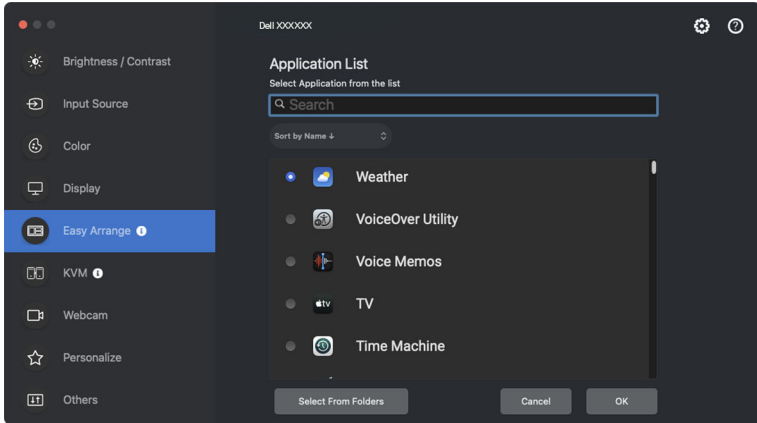 Dell XXXXXX
Brightness / Contrast
Input Source
Color
Display
Easy Arrange
KVM
Webcam
Personalize
Others
Application List
Select Application from the list
Search
Sort by Name ↓
Weather
VoiceOver Utility
Voice Memos
tv TV
Time Machine
Select From Folders
Cancel
OK